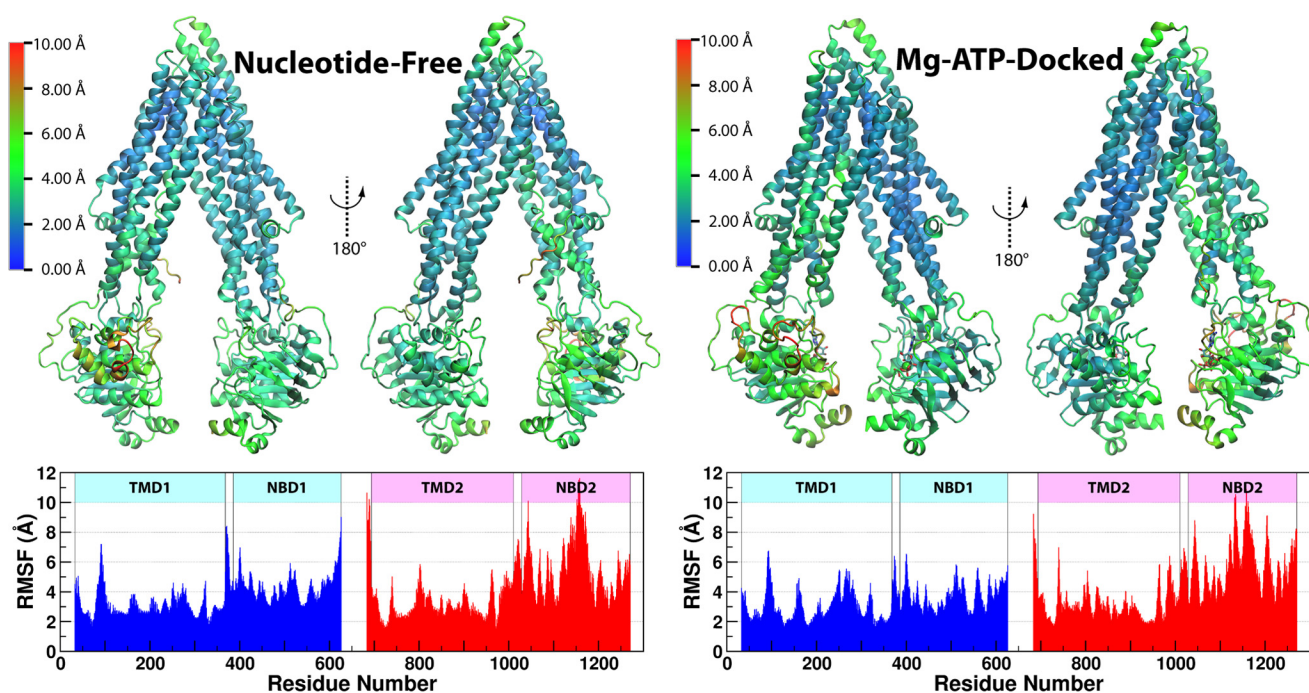 Nucleotide-Free
10.00 Å
8.00 Å
6.00 Å
4.00 Å
2.00 Å
0.00 Å
180°
Mg-ATP-Docked
10.00 Å
8.00 Å
6.00 Å
4.00 Å
2.00 Å
0.00 Å
180°
RMSF (Å)
12
10
8
6
4
2
0
TMD1 NBD1 TMD2 NBD2
0 200 400 600 800 1000 1200
Residue Number
RMSF (Å)
12
10
8
6
4
2
0
TMD1 NBD1 TMD2 NBD2
0 200 400 600 800 1000 1200
Residue Number